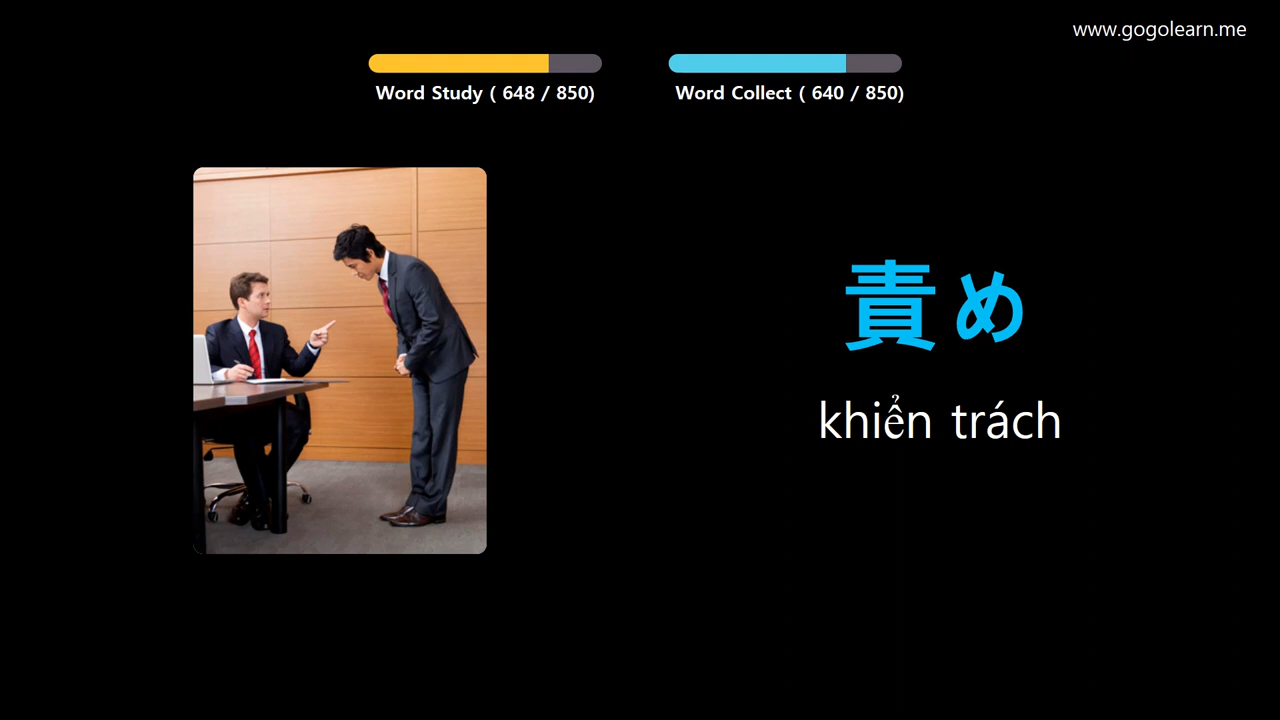 www.gogolearn.me
Word Study ( 648 / 850)
Word Collect ( 640 / 850)
責め
khiển trách